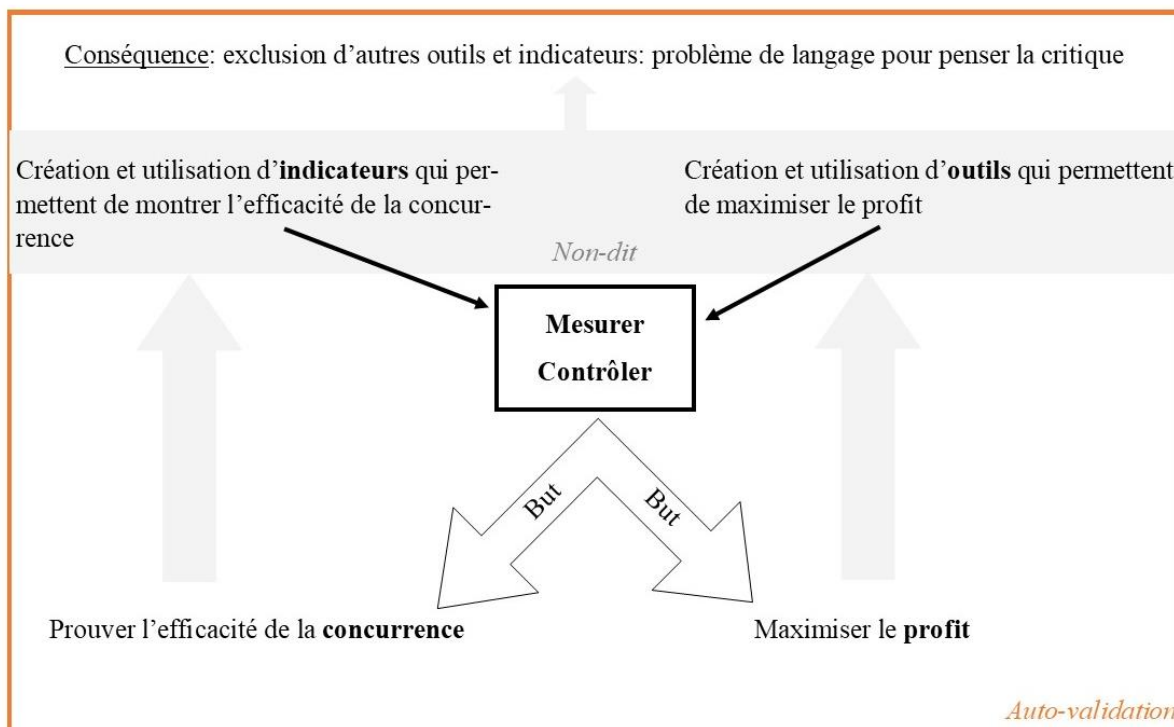 Conséquence: exclusion d’autres outils et indicateurs: problème de langage pour penser la critique
Création et utilisation d’indicateurs qui per-
mettent de montrer l’efficacité de la concur-
rence
Création et utilisation d’outils qui permettent
de maximiser le profit
Non-dit
Mesurer
Contrôler
But
But
Prouver l’efficacité de la concurrence
Maximiser le profit
Auto-validation